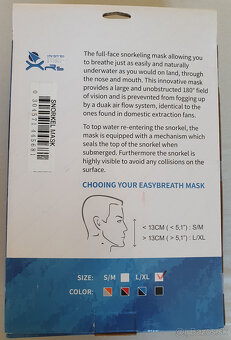 XRL
SNORKEL MASK
The full-face snorkeling mask allowing you
to breathe just as easily and naturally
underwater as you would on land, through
the nose and mouth. This innovative mask
provides a large and unobstructed 180° field
of vision and is prevented from fogging up
by a duak air flow system, identical to the
ones found in domestic extraction fans.
To top water re-entering the snorkel, the
mask is equipped with a mechanism which
seals the top of the snorkel when
submerged. Furthermore the snorkel is
highly visible to avoid any collisions on the
surface.
CHOOING YOUR EASYBREATH MASK
< 13CM ( < 5,1"): S/M
> 13CM ( > 5,1"): L/XL
SIZE: S/M L/XL
COLOR: